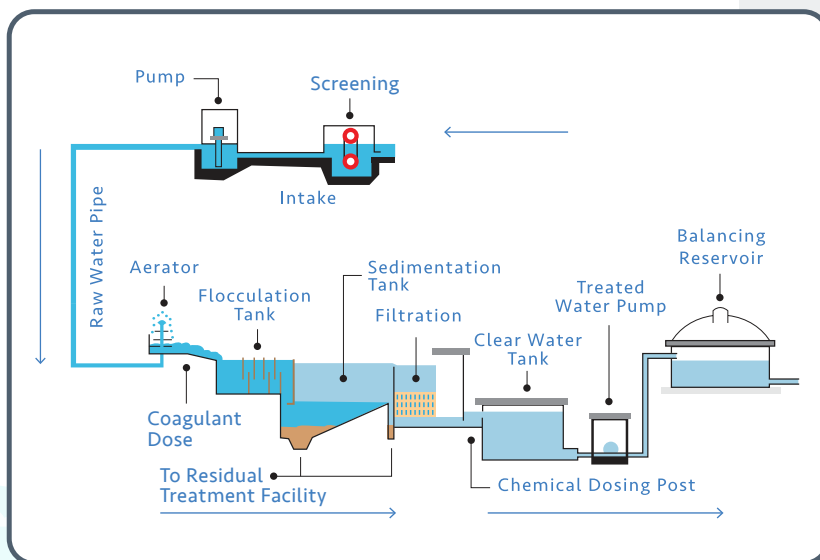 Pump
Screening
Intake
Raw Water Pipe
Aerator
Flocculation
Tank
Sedimentation
Tank
Filtration
Clear Water
Tank
Treated
Water Pump
Balancing
Reservoir
Coagulant
Dose
To Residual
Treatment Facility
Chemical Dosing Post